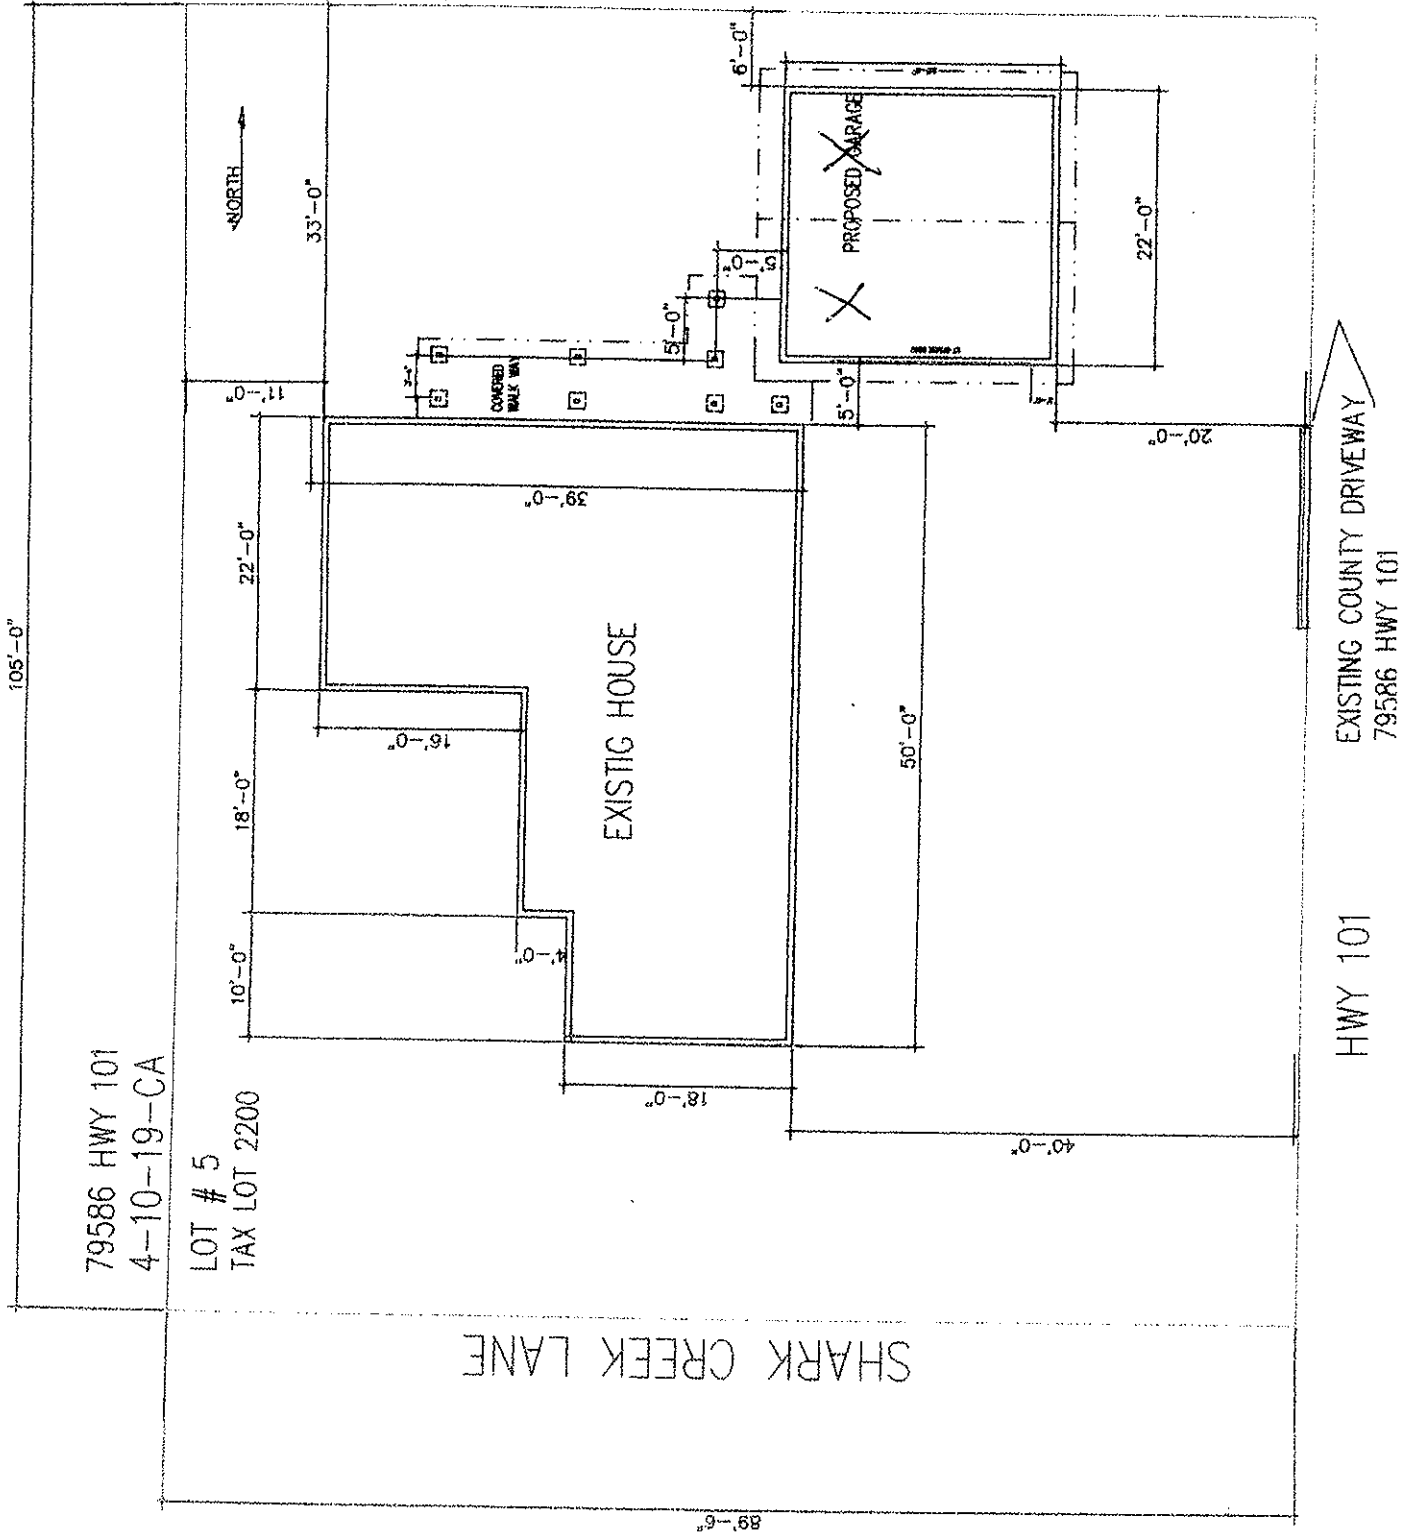 105'-0"
NORTH
33'-0"
6'-0"
11'-0"
22'-0"
39'-0"
COVERED
WALK WAY
5'-0"
6'-0"
PROPOSED GARAGE
22'-0"
5'-0"
20'-0"
16'-0"
18'-0"
EXISTIG HOUSE
50'-0"
10'-0"
4'-0"
18'-0"
40'-0"
79586 HWY 101
4-10-19-CA
LOT # 5
TAX LOT 2200
SHARK CREEK LANE
89'-6"
HWY 101
EXISTING COUNTY DRIVEWAY
79586 HWY 101